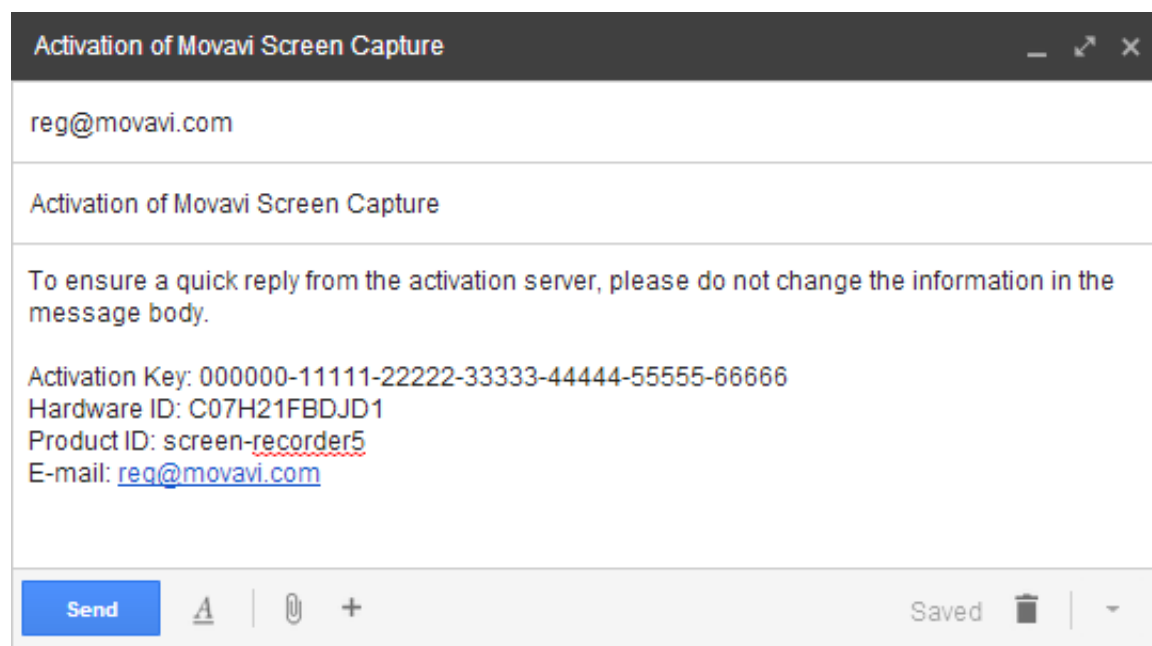 Activation of Movavi Screen Capture
reg@movavi.com
Activation of Movavi Screen Capture
To ensure a quick reply from the activation server, please do not change the information in the
message body.
Activation Key: 000000-11111-22222-33333-44444-55555-66666
Hardware ID: C07H21FBDJD1
Product ID: screen-recorder5
E-mail: reg@movavi.com
Send
A
Saved